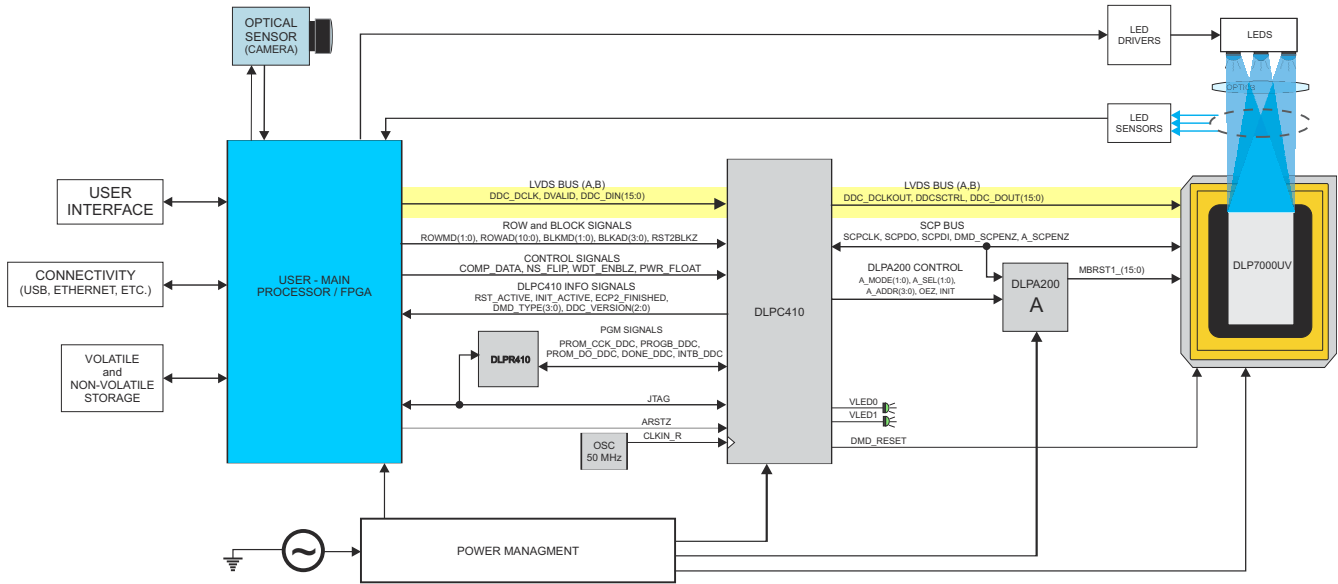 OPTICAL
SENSOR
(CAMERA)
LED
DRIVERS
LEDS
OPTICS
LED
SENSORS
USER
INTERFACE
CONNECTIVITY
(USB, ETHERNET, ETC.)
VOLATILE
and
NON-VOLATILE
STORAGE
USER - MAIN
PROCESSOR / FPGA
LVDS BUS (A,B)
DDC_DCLK, DVALID, DDC_DIN(15:0)
ROW and BLOCK SIGNALS
ROWMD(1:0), ROWAD(10:0), BLKMD(1:0), BLKAD(3:0), RST2BLKZ
CONTROL SIGNALS
COMP_DATA, NS_FLIP, WDT_ENBLZ, PWR_FLOAT
DLPC410 INFO SIGNALS
RST_ACTIVE, INIT_ACTIVE, ECP2_FINISHED,
DMD_TYPE(3:0), DDC_VERSION(2:0)
PGM SIGNALS
PROM_CCK_DDC, PROGB_DDC,
PROM_DO_DDC, DONE_DDC, INTB_DDC
DLPR410
JTAG
ARSTZ
CLKIN_R
OSC
50 MHz
DLPC410
LVDS BUS (A,B)
DDC_DCLKOUT, DDCSCTRL, DDC_DOUT(15:0)
SCP BUS
SCPCLK, SCPDO, SCPDI, DMD_SCPENZ, A_SCPENZ
DLPA200 CONTROL
A_MODE(1:0), A_SEL(1:0),
A_ADDR(3:0), OEZ, INIT
DLPA200
A
MBRST1_(15:0)
DLP7000UV
VLED0
VLED1
DMD_RESET
POWER MANAGMENT